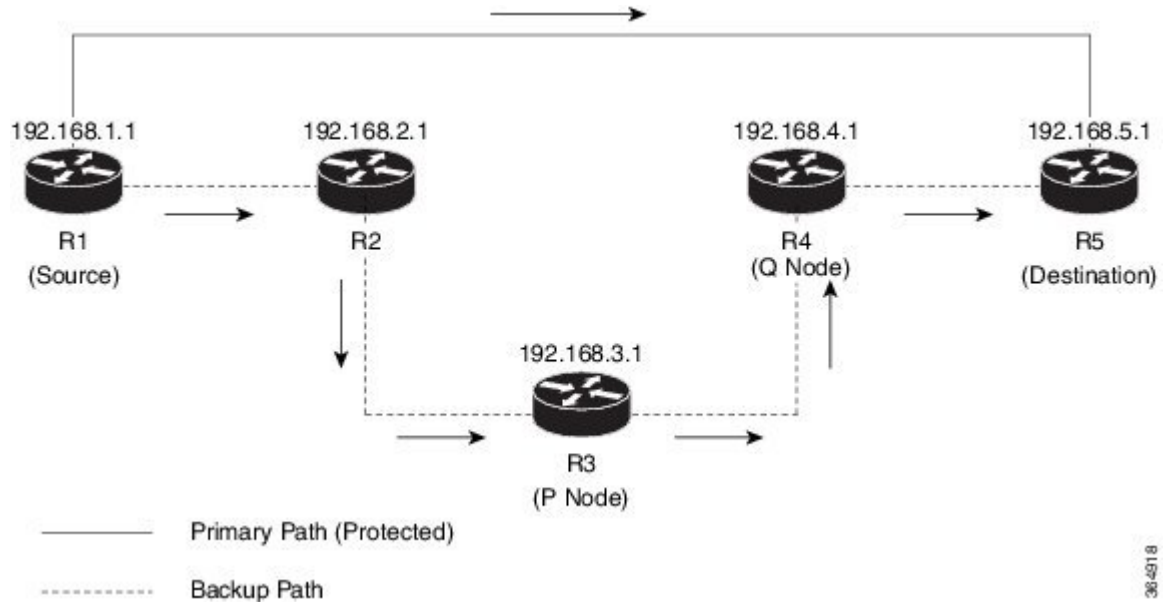 192.168.1.1
192.168.2.1
192.168.4.1
192.168.5.1
R1
(Source)
R2
R4
(Q Node)
R5
(Destination)
192.168.3.1
R3
(P Node)
Primary Path (Protected)
Backup Path
364918